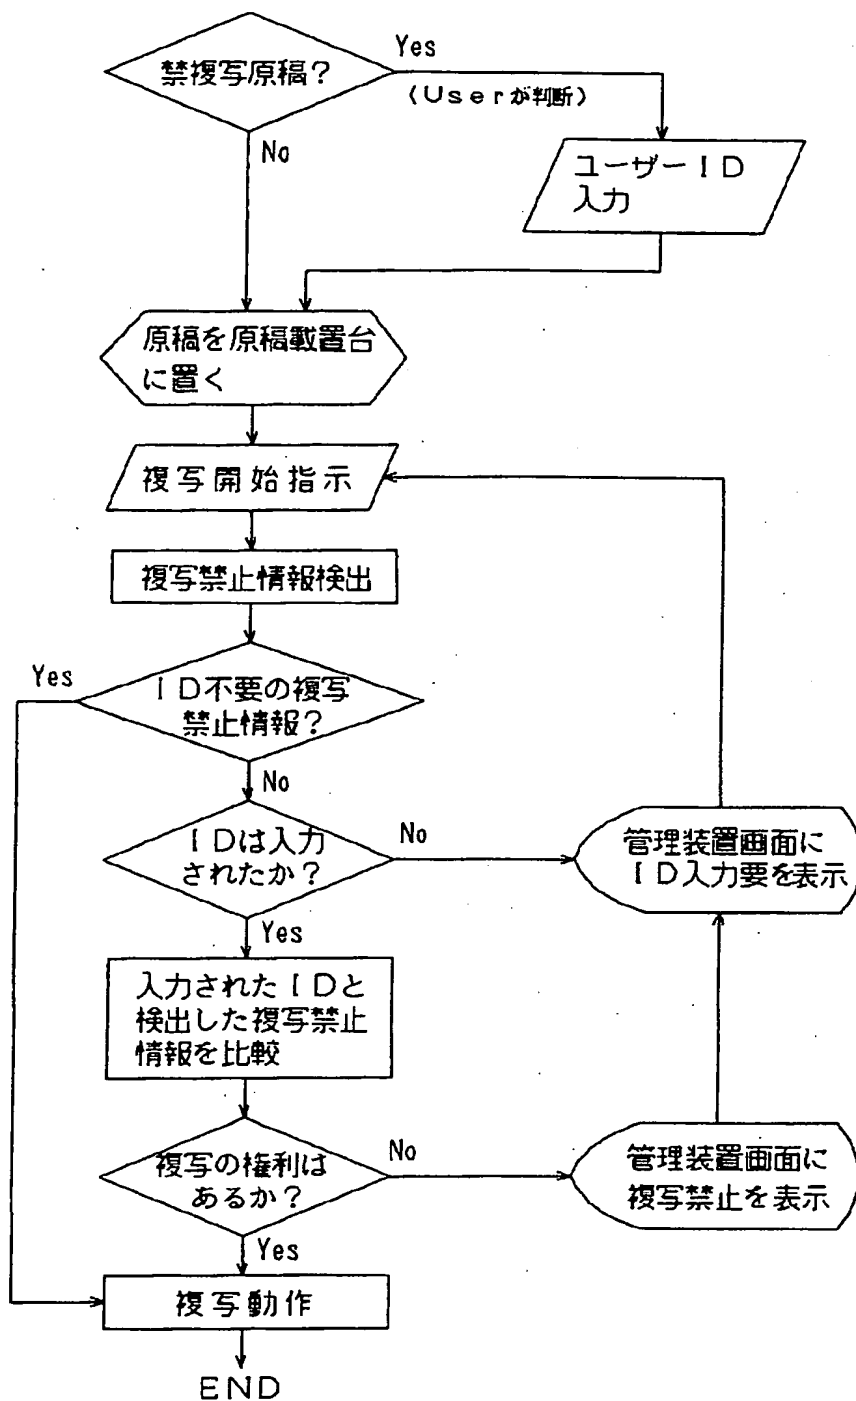 禁複写原稿?
Yes
(Userが判断)
No
ユーザーID
入力
原稿を原稿載置台
に置く
複写開始指示
複写禁止情報検出
Yes
ID不要の複写
禁止情報?
No
IDは入力
されたか?
No
管理装置画面に
ID入力要を表示
Yes
入力されたIDと
検出した複写禁止
情報を比較
複写の権利は
あるか?
No
管理装置画面に
複写禁止を表示
Yes
複写動作
END